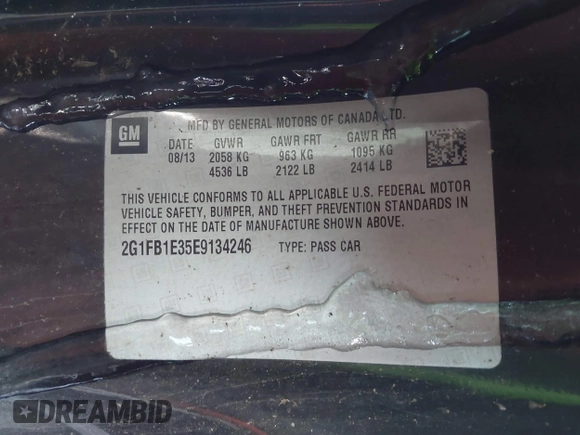 MFD BY GENERAL MOTORS OF CANADA LTD.
GM
DATE GVWR GAWR FRT GAWR RR
08/13 2058 KG 963 KG 1095 KG
4536 LB 2122 LB 2414 LB
THIS VEHICLE CONFORMS TO ALL APPLICABLE U.S. FEDERAL MOTOR
VEHICLE SAFETY, BUMPER, AND THEFT PREVENTION STANDARDS IN
EFFECT ON THE DATE OF MANUFACTURE SHOWN ABOVE.
2G1FB1E35E9134246 TYPE: PASS CAR
DREAMBID